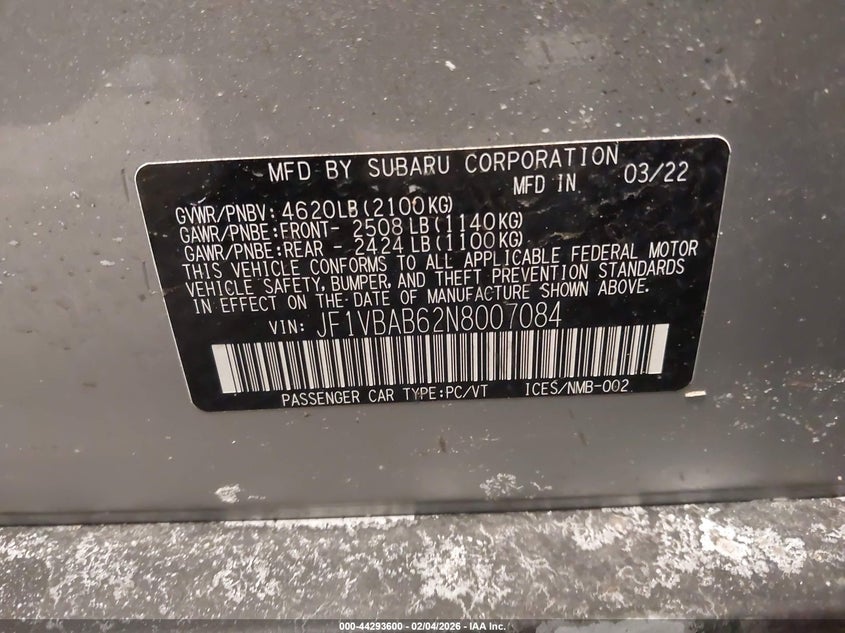 MFD BY SUBARU CORPORATION
MFD IN 03/22
GVWR/PNBV: 4620LB(2100KG)
GAWR/PNBE:FRONT- 2508LB(1140KG)
GAWR/PNBE:REAR - 2424LB(1100KG)
THIS VEHICLE CONFORMS TO ALL APPLICABLE FEDERAL MOTOR
VEHICLE SAFETY, BUMPER, AND THEFT PREVENTION STANDARDS
IN EFFECT ON THE DATE OF MANUFACTURE SHOWN ABOVE.
VIN: JF1VBAB62N8007084
PASSENGER CAR TYPE:PC/VT ICES/NMB-002
000-44293600 - 02/04/2026 - IAA Inc.